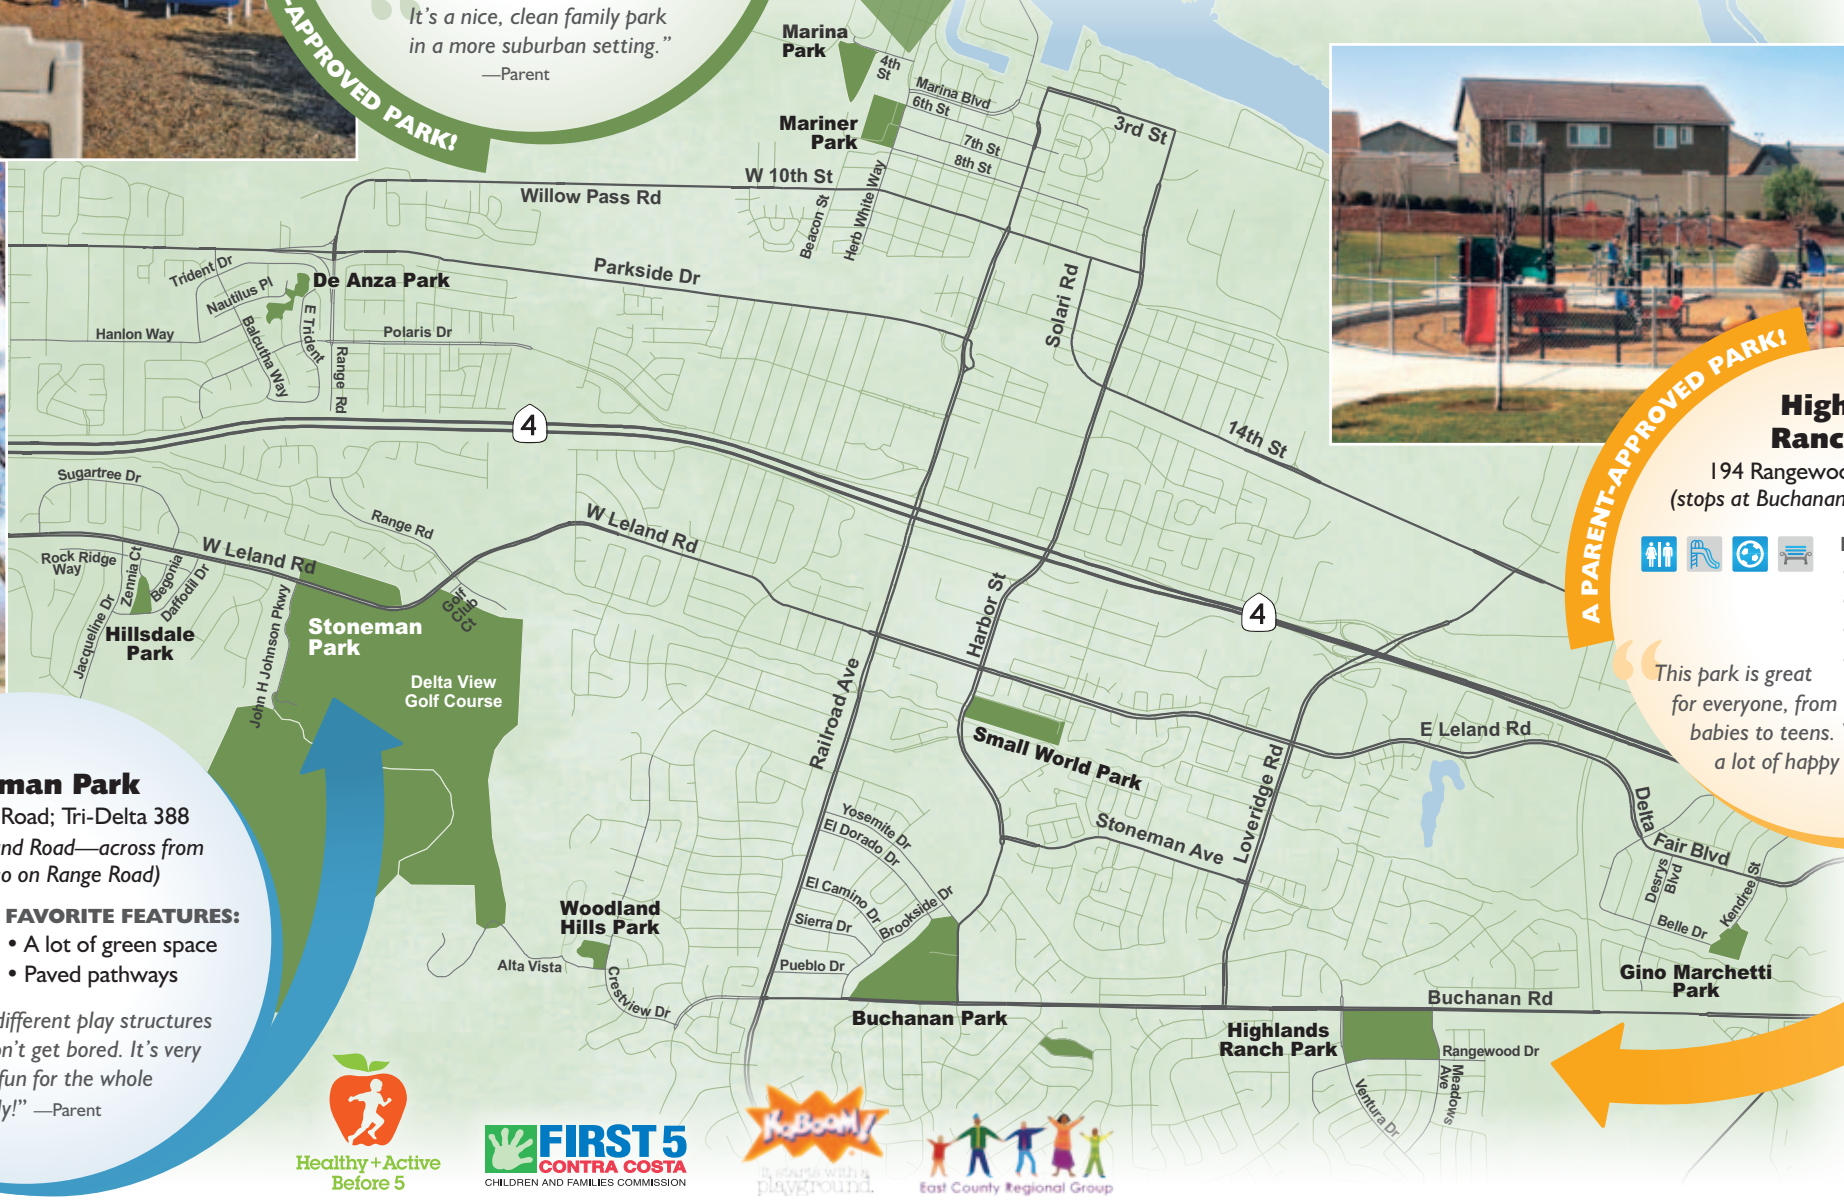 It's a nice, clean family park
in a more suburban setting.”
—Parent
-APPROVED PARK!
Marina
Park
4th
St
Marina Blvd
6th St
Mariner
Park
7th St
8th St
3rd St
W 10th St
Willow Pass Rd
Beacon St
Herb White Way
Parkside Dr
Solari Rd
Trident Dr
Nautilus Pl
De Anza Park
Hanlon Way
Balcutha Way
E Trident
Polaris Dr
Range Rd
4
14th St
Sugartree Dr
Range Rd
W Leland Rd
W Leland Rd
Rock Ridge
Way
Zennia Ct
Begonia
Daffodil Dr
Jacqueline Dr
Hillsdale
Park
John H Johnson Pkwy
Golf
Club
Ct
Stoneman
Park
Delta View
Golf Course
Harbor St
4
Railroad Ave
Small World Park
E Leland Rd
Loveridge Rd
Stoneman Ave
Delta
Fair Blvd
Yosemite Dr
El Dorado Dr
El Camino Dr
Brookside Dr
Sierra Dr
Pueblo Dr
Desrys
Blvd
Kendree St
Belle Dr
Gino Marchetti
Park
Woodland
Hills Park
Alta Vista
Crestview Dr
Buchanan Park
Buchanan Rd
Highlands
Ranch Park
Rangewood Dr
Meadows
Ave
Ventura Dr
A PARENT-APPROVED PARK!
High
Ranc
194 Rangewoo
(stops at Buchanan
“This park is great
for everyone, from
babies to teens.
a lot of happy
man Park
Road; Tri-Delta 388
nd Road—across from
o on Range Road)
FAVORITE FEATURES:
• A lot of green space
• Paved pathways
different play structures
n't get bored. It's very
fun for the whole
ly!” —Parent
Healthy+Active
Before 5
FIRST 5
CONTRA COSTA
CHILDREN AND FAMILIES COMMISSION
KaBOOM!
it starts with a
playground.
East County Regional Group